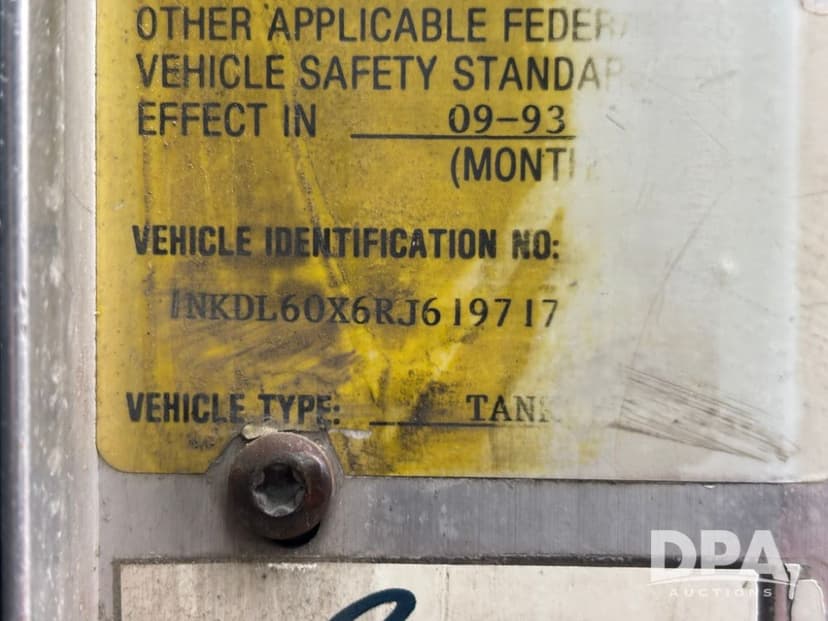 OTHER APPLICABLE FEDER
VEHICLE SAFETY STANDAR
EFFECT IN 09-93
(MONTH
VEHICLE IDENTIFICATION NO:
1NKDL60X6RJ619717
VEHICLE TYPE: TANK
DPA
AUCTIONS